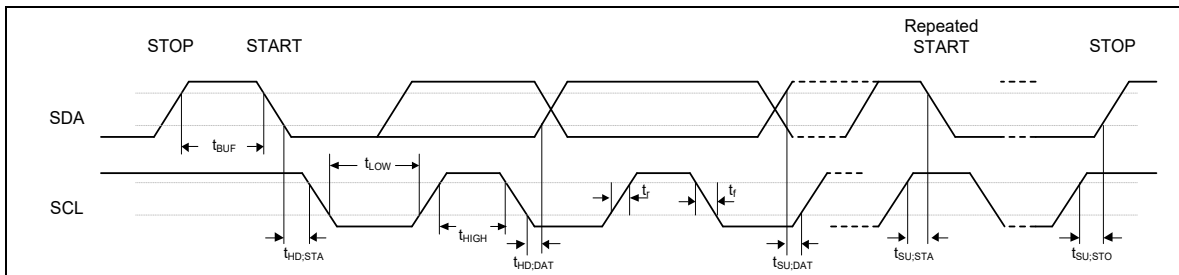 STOP
START
Repeated
START
STOP
SDA
tBUF
tLOW
SCL
tHD;STA
tHIGH
tHD;DAT
tr
tf
tSU;DAT
tSU;STA
tSU;STO